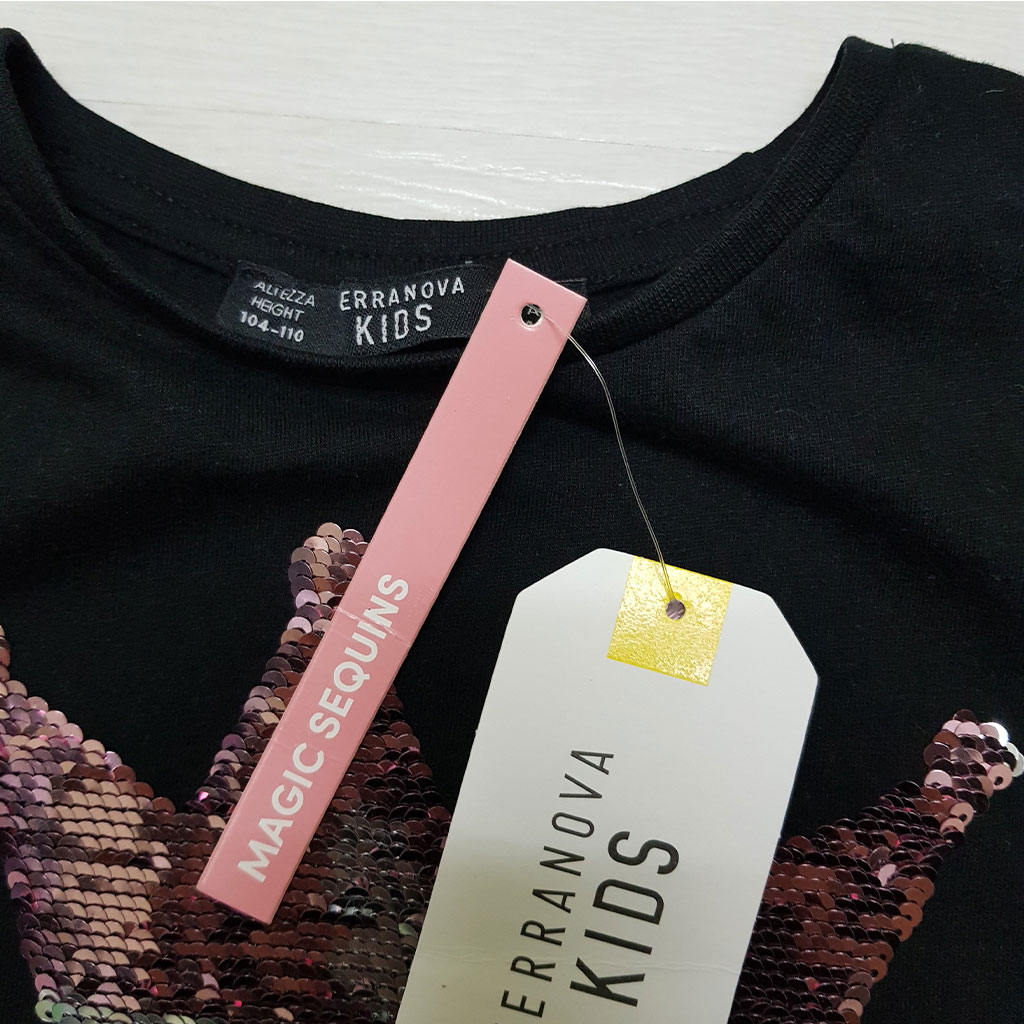 ALTEZZA
HEIGHT
104-110
ERRANOVA
KIDS
MAGIC SEQUINS
ERRANOVA
KIDS